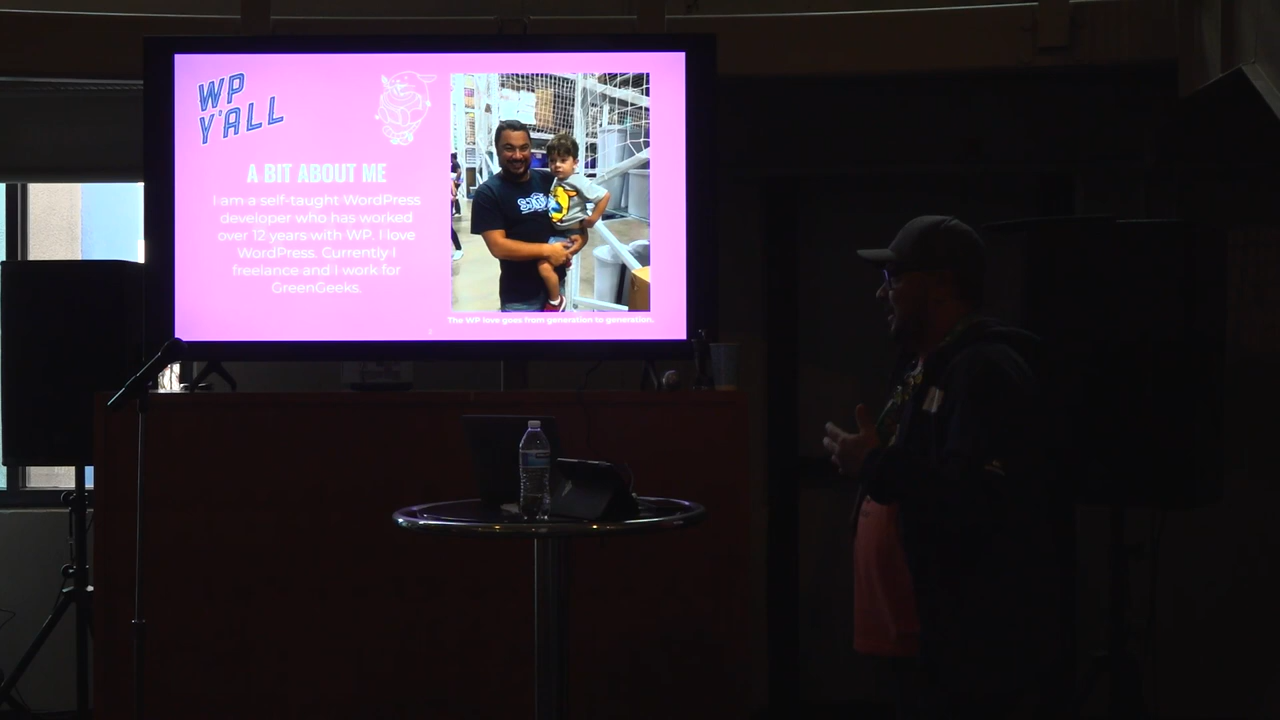 WP
Y'ALL
A BIT ABOUT ME
I am a self-taught WordPress
developer who has worked
over 12 years with WP. I love
WordPress. Currently I
freelance and I work for
GreenGeeks.
The WP love goes from generation to generation.